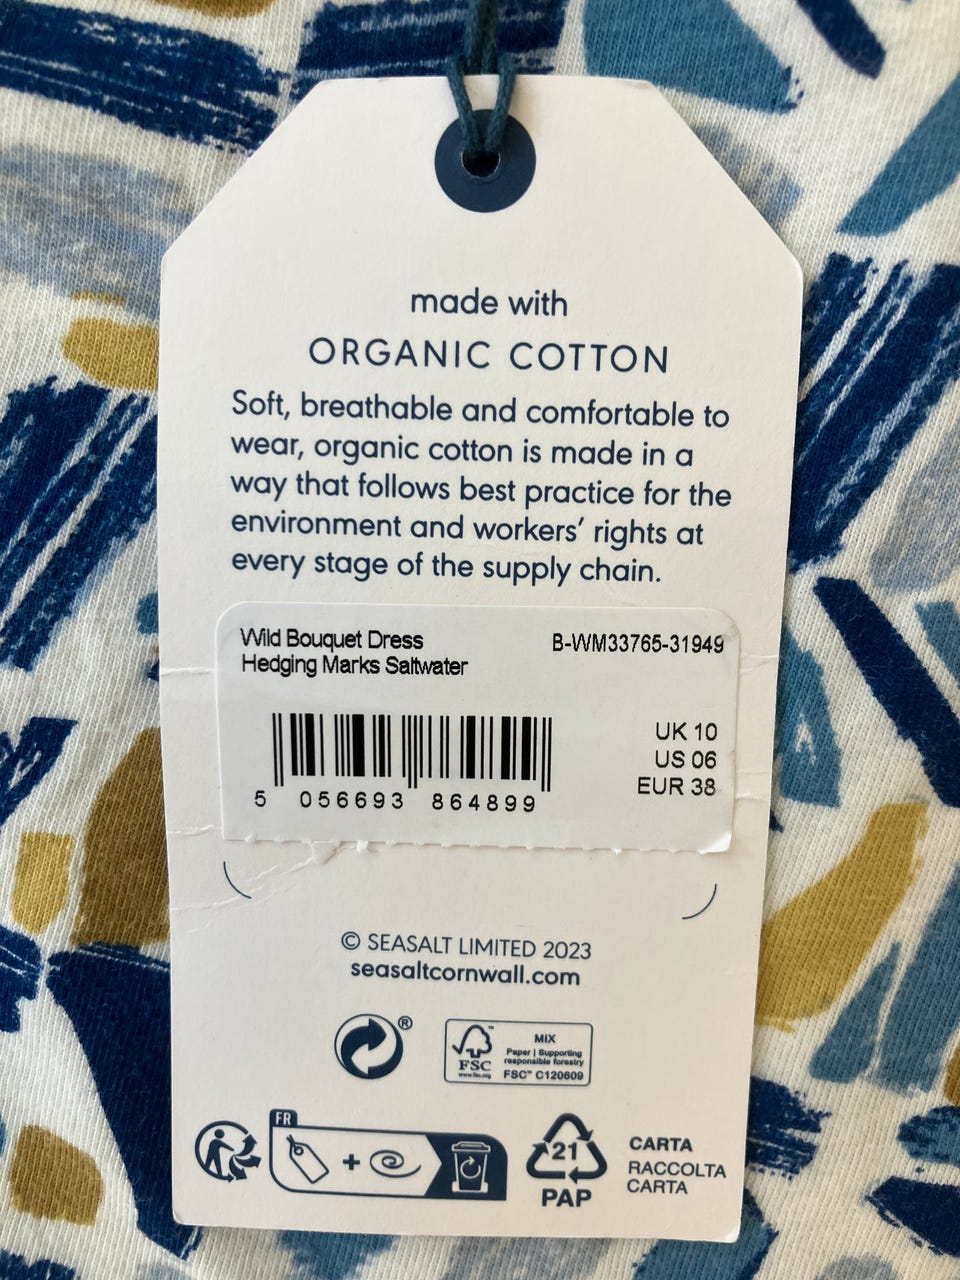 made with
ORGANIC COTTON
Soft, breathable and comfortable to
wear, organic cotton is made in a
way that follows best practice for the
environment and workers’ rights at
every stage of the supply chain.
Wild Bouquet Dress
Hedging Marks Saltwater
B-WM33765-31949
UK 10
US 06
EUR 38
5 056693 864899
© SEASALT LIMITED 2023
seasaltcornwall.com
®
FSC™
www.fsc.org
MIX
Paper | Supporting
responsible forestry
FSC™ C120609
FR
+
21
PAP
CARTA
RACCOLTA
CARTA